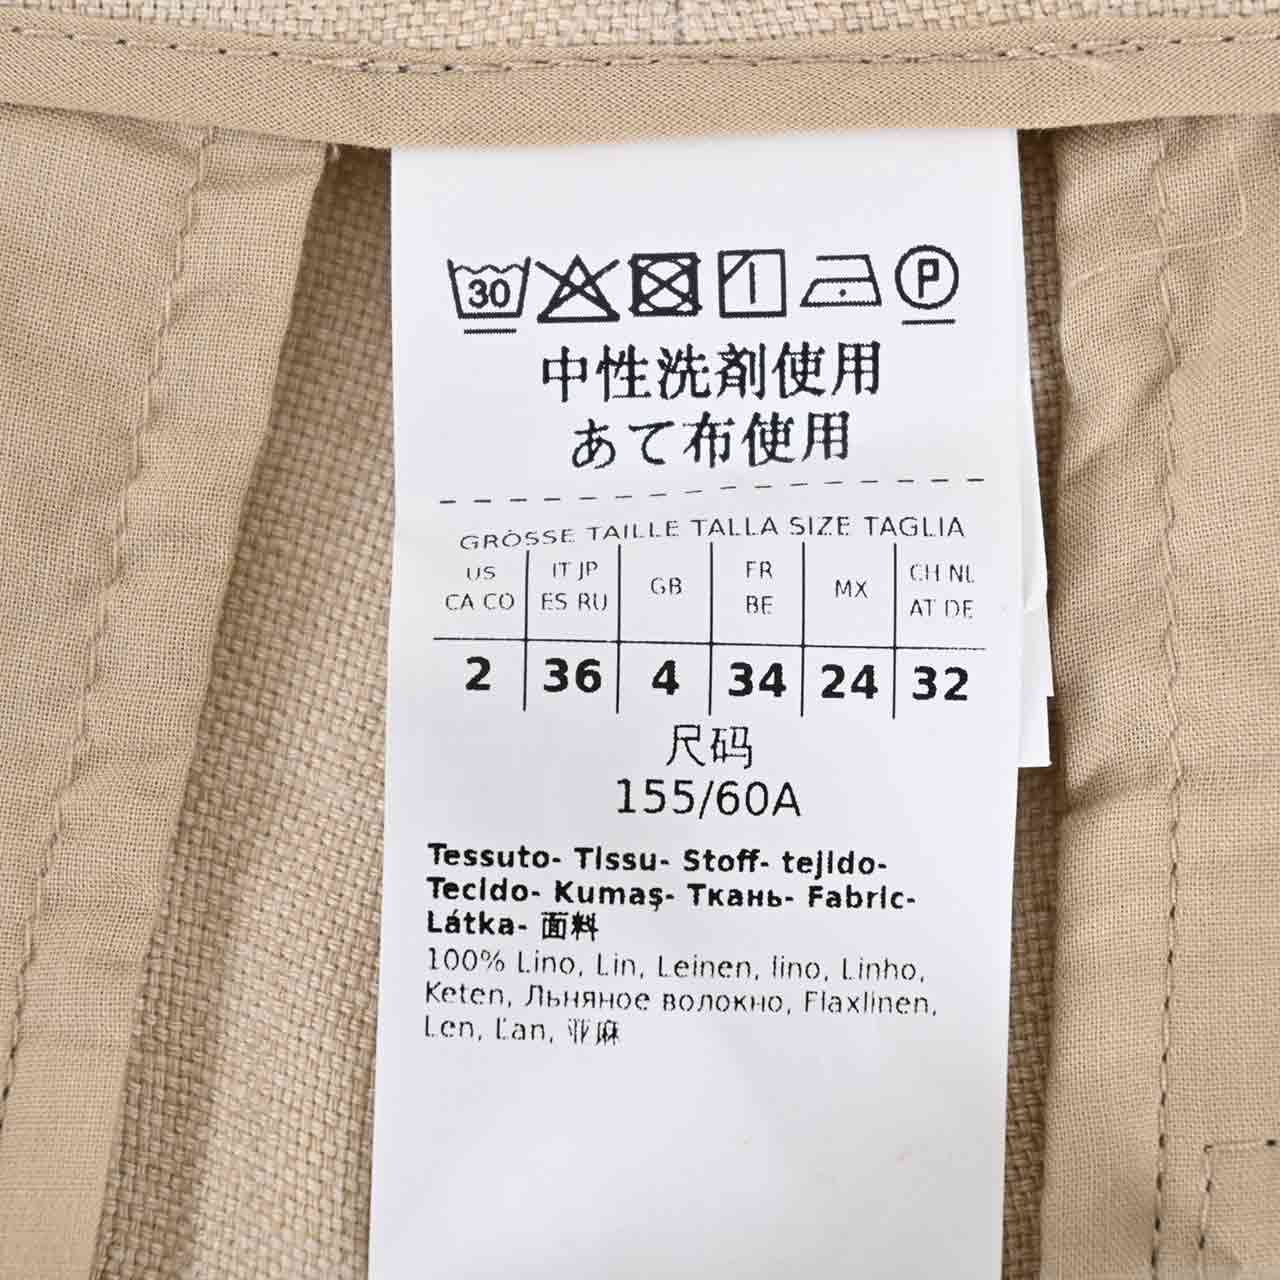 30 P
中性洗剤使用
あて布使用
GRÖSSE TAILLE TALLA SIZE TAGLIA
US CA CO
IT JP ES RU
GB
FR BE
MX
CH NL AT DE
2 36 4 34 24 32
尺码
155/60A
Tessuto- Tissu- Stoff- tejido-
Tecido- Kumaş- Ткань- Fabric-
Látka- 面料
100% Lino, Lin, Leinen, lino, Linho,
Keten, Льняное волокно, Flaxlinen,
Len, Ľan, 亚麻